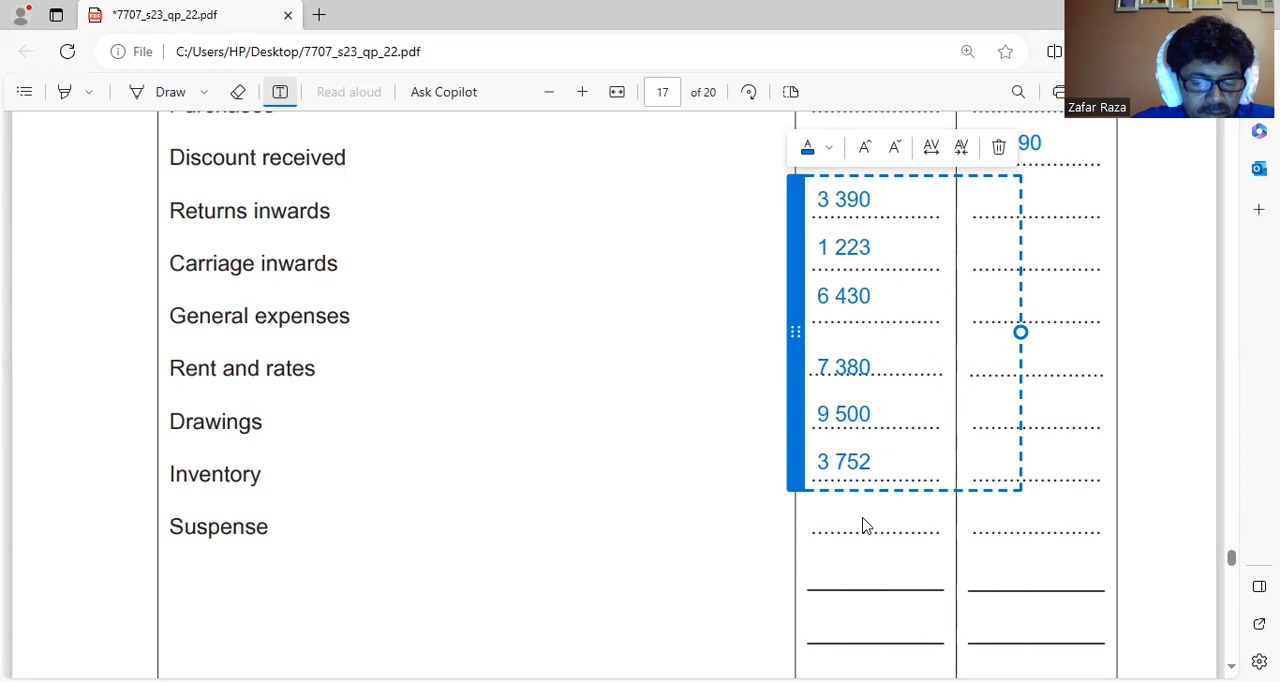 *7707_s23_qp_22.pdf
File C:/Users/HP/Desktop/7707_s23_qp_22.pdf
Draw Read aloud Ask Copilot 17 of 20
Zafar Raza
Purchases
Discount received 90
Returns inwards 3 390
Carriage inwards 1 223
General expenses 6 430
Rent and rates 7 380
Drawings 9 500
Inventory 3 752
Suspense